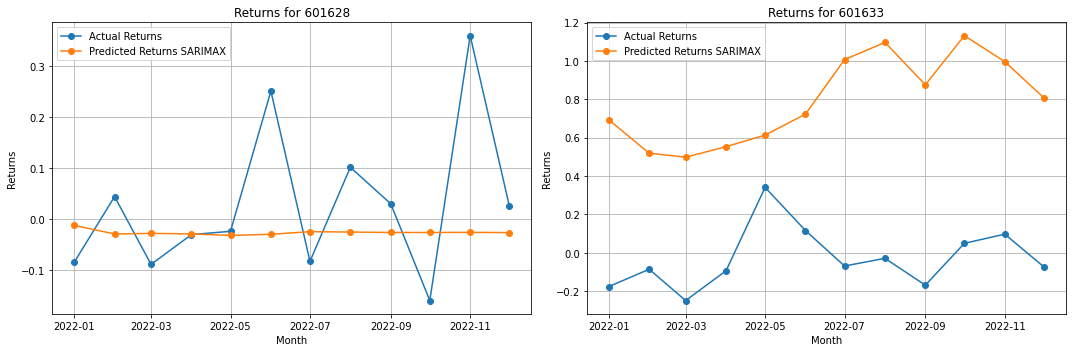 Returns for 601628
Actual Returns
Predicted Returns SARIMAX
0.3
0.2
0.1
0.0
−0.1
Returns
2022-01
2022-03
2022-05
2022-07
2022-09
2022-11
Month
Returns for 601633
Actual Returns
Predicted Returns SARIMAX
1.2
1.0
0.8
0.6
0.4
0.2
0.0
−0.2
Returns
2022-01
2022-03
2022-05
2022-07
2022-09
2022-11
Month